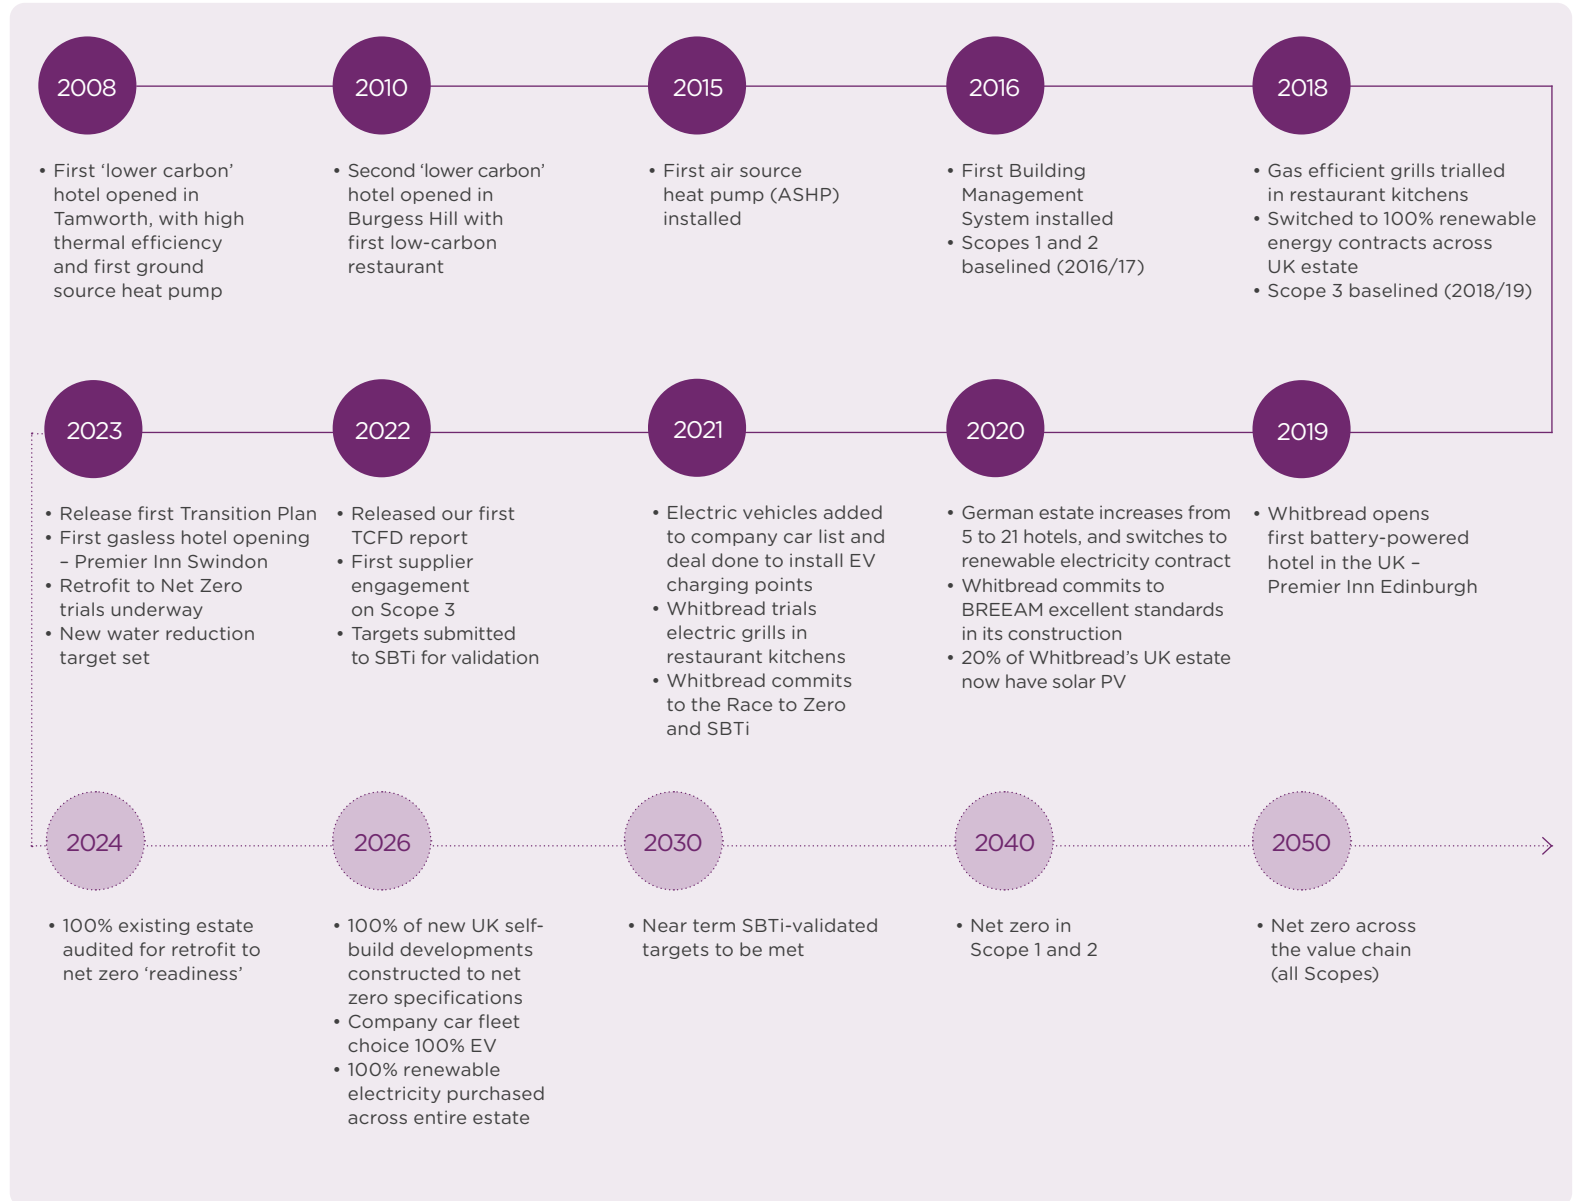 2008
• First ‘lower carbon’
hotel opened in
Tamworth, with high
thermal efficiency
and first ground
source heat pump
2010
• Second ‘lower carbon’
hotel opened in
Burgess Hill with
first low-carbon
restaurant
2015
• First air source
heat pump (ASHP)
installed
2016
• First Building
Management
System installed
• Scopes 1 and 2
baselined (2016/17)
2018
• Gas efficient grills trialled
in restaurant kitchens
• Switched to 100% renewable
energy contracts across
UK estate
• Scope 3 baselined (2018/19)
2019
• Whitbread opens
first battery-powered
hotel in the UK –
Premier Inn Edinburgh
2020
• German estate increases from
5 to 21 hotels, and switches to
renewable electricity contract
• Whitbread commits to
BREEAM excellent standards
in its construction
• 20% of Whitbread’s UK estate
now have solar PV
2021
• Electric vehicles added
to company car list and
deal done to install EV
charging points
• Whitbread trials
electric grills in
restaurant kitchens
• Whitbread commits
to the Race to Zero
and SBTi
2022
• Released our first
TCFD report
• First supplier
engagement
on Scope 3
• Targets submitted
to SBTi for validation
2023
• Release first Transition Plan
• First gasless hotel opening
– Premier Inn Swindon
• Retrofit to Net Zero
trials underway
• New water reduction
target set
2024
• 100% existing estate
audited for retrofit to
net zero ‘readiness’
2026
• 100% of new UK self-
build developments
constructed to net
zero specifications
• Company car fleet
choice 100% EV
• 100% renewable
electricity purchased
across entire estate
2030
• Near term SBTi-validated
targets to be met
2040
• Net zero in
Scope 1 and 2
2050
• Net zero across
the value chain
(all Scopes)